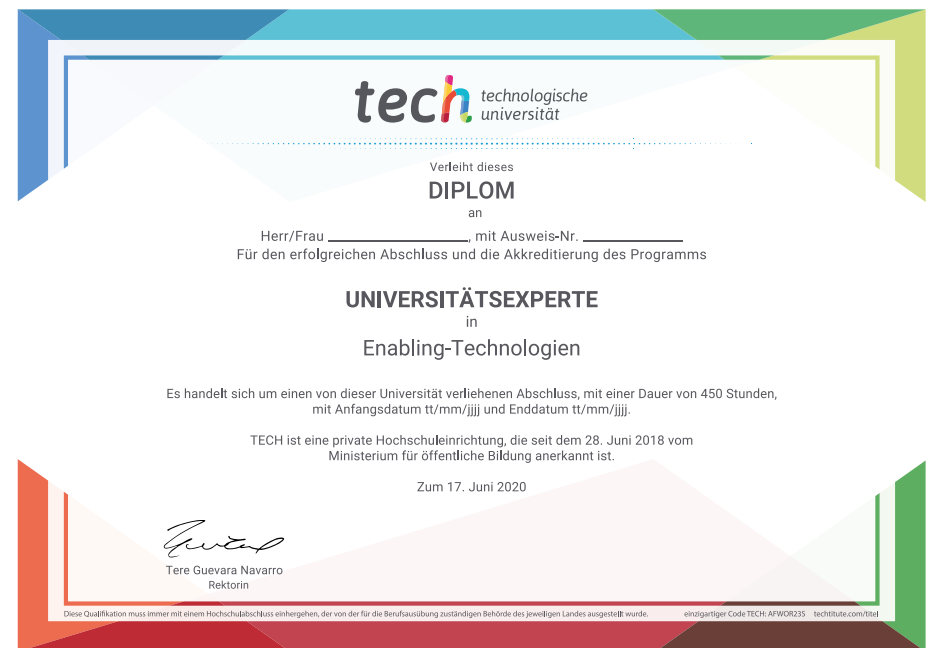 tech technologische
universität
Verleiht dieses
DIPLOM
an
Herr/Frau ____________, mit Ausweis-Nr. ____________
Für den erfolgreichen Abschluss und die Akkreditierung des Programms
UNIVERSITÄTSEXPERTE
in
Enabling-Technologien
Es handelt sich um einen von dieser Universität verliehenen Abschluss, mit einer Dauer von 450 Stunden,
mit Anfangsdatum tt/mm/jjjj und Enddatum tt/mm/jjjj.
TECH ist eine private Hochschuleinrichtung, die seit dem 28. Juni 2018 vom
Ministerium für öffentliche Bildung anerkannt ist.
Zum 17. Juni 2020
Tere Guevara Navarro
Rektorin
Diese Qualifikation muss immer mit einem Hochschulabschluss einhergehen, der von der für die Berufsausübung zuständigen Behörde des jeweiligen Landes ausgestellt wurde. einzigartiger Code TECH: AFWOR23S techtitute.com/titel